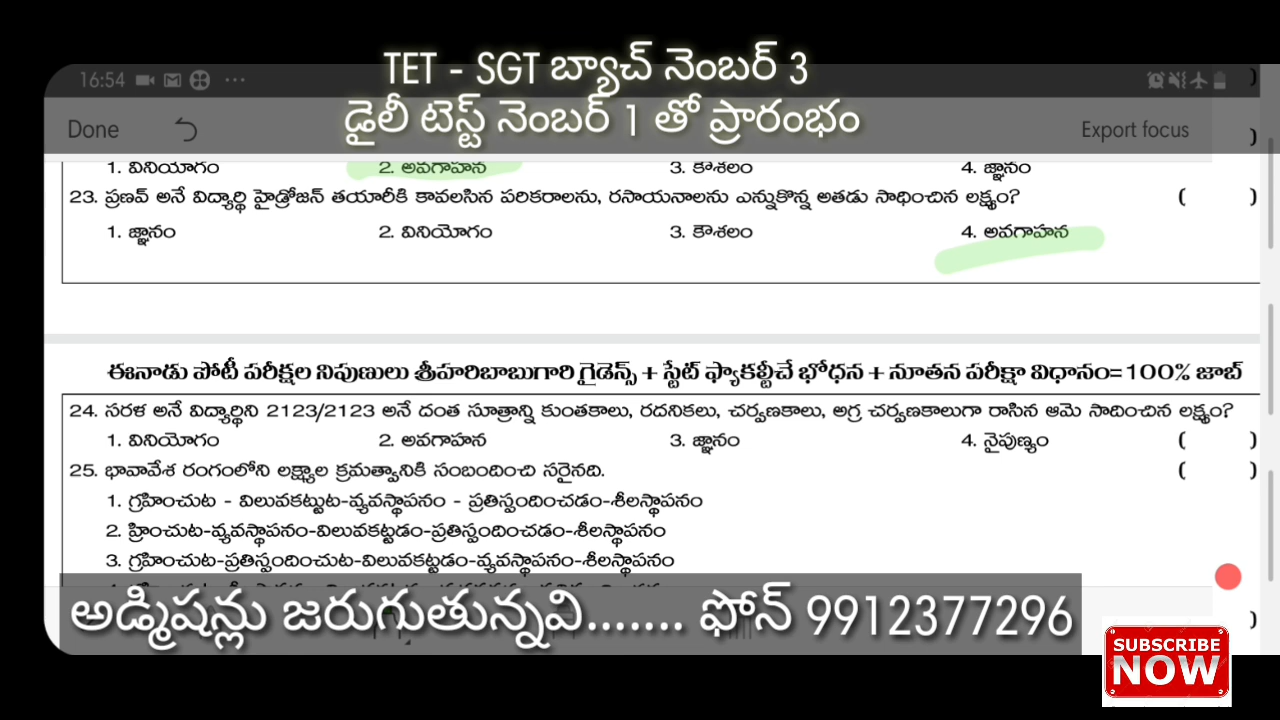 TET - SGT బ్యాచ్ నెంబర్ 3
డైలీ టెస్ట్ నెంబర్ 1 తో ప్రారంభం
16:54
Done
Export focus
1. వినియోగం 2. అవగాహన 3. కౌశలం 4. జ్ఞానం
23. ప్రణవ్ అనే విద్యార్థి హైడ్రోజన్ తయారీకి కావలసిన పరికరాలను, రసాయనాలను ఎన్నుకొన్న అతడు సాధించిన లక్ష్యం? ( )
1. జ్ఞానం 2. వినియోగం 3. కౌశలం 4. అవగాహన
ఈనాడు పోటీ పరీక్షల నిపుణులు శ్రీహరిబాబుగారి గైడెన్స్ + స్టేట్ ఫ్యాకల్టీచే భోధన + నూతన పరీక్షా విధానం=100% జాబ్
24. సరళ అనే విద్యార్థిని 2123/2123 అనే దంత సూత్రాన్ని కుంతకాలు, రదనికలు, చర్వణకాలు, అగ్ర చర్వణకాలుగా రాసిన ఆమె సాదించిన లక్ష్యం?
1. వినియోగం 2. అవగాహన 3. జ్ఞానం 4. నైపుణ్యం ( )
25. భావావేశ రంగంలోని లక్ష్యాల క్రమత్వానికి సంబందించి సరైనది. ( )
1. గ్రహించుట - విలువకట్టుట-వ్యవస్థాపనం - ప్రతిస్పందించడం-శీలస్థాపనం
2. హ్రించుట-వ్యవస్థాపనం-విలువకట్టడం-ప్రతిస్పందించడం-శీలస్థాపనం
3. గ్రహించుట-ప్రతిస్పందించుట-విలువకట్టడం-వ్యవస్థాపనం-శీలస్థాపనం
అడ్మిషన్లు జరుగుతున్నవి....... ఫోన్ 9912377296
SUBSCRIBE
NOW